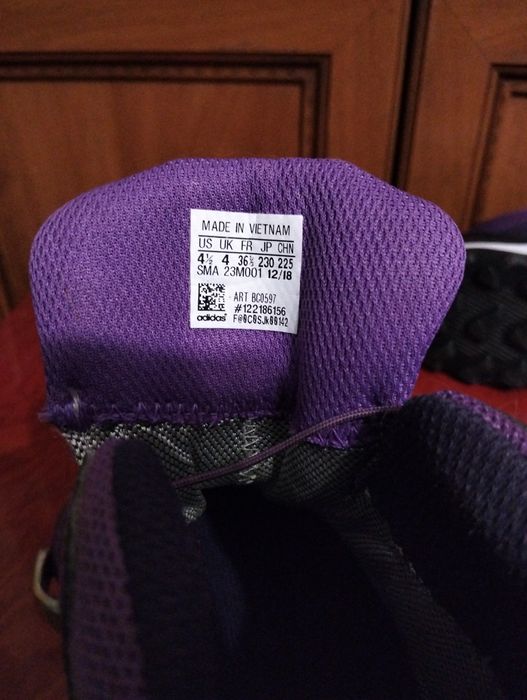 MADE IN VIETNAM
US UK FR JP CHN
4½ 4 36⅔ 230 225
SMA 23M001 12/18
ART BC0597
#122186156
adidas F@0C0SJk00142